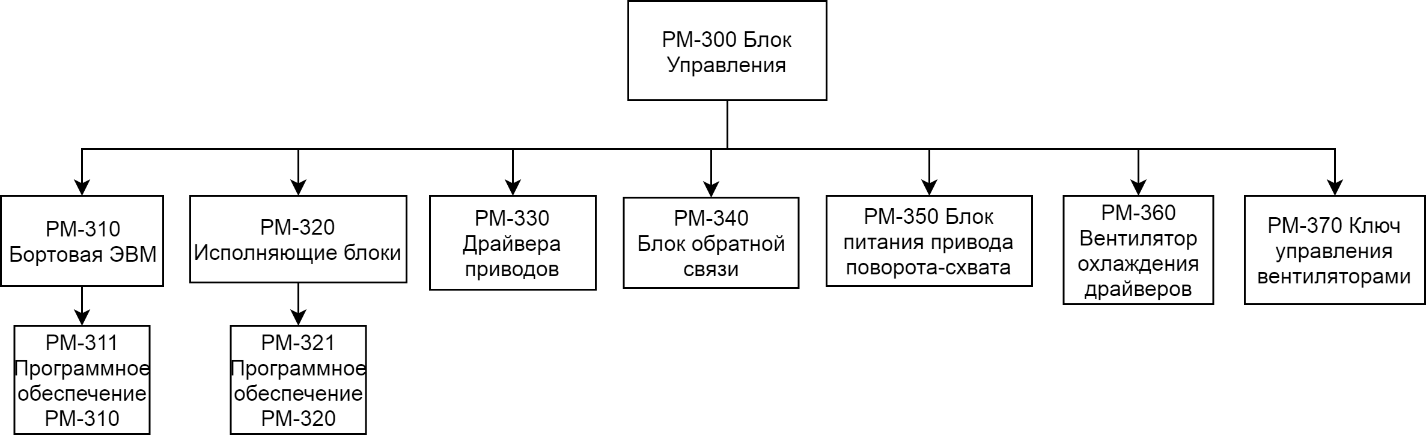 РМ-300 Блок
Управления
РМ-310
Бортовая ЭВМ
РМ-320
Исполняющие блоки
РМ-330
Драйвера
приводов
РМ-340
Блок обратной
связи
РМ-350 Блок
питания привода
поворота-схвата
РМ-360
Вентилятор
охлаждения
драйверов
РМ-370 Ключ
управления
вентиляторами
РМ-311
Программное
обеспечение
РМ-310
РМ-321
Программное
обеспечение
РМ-320